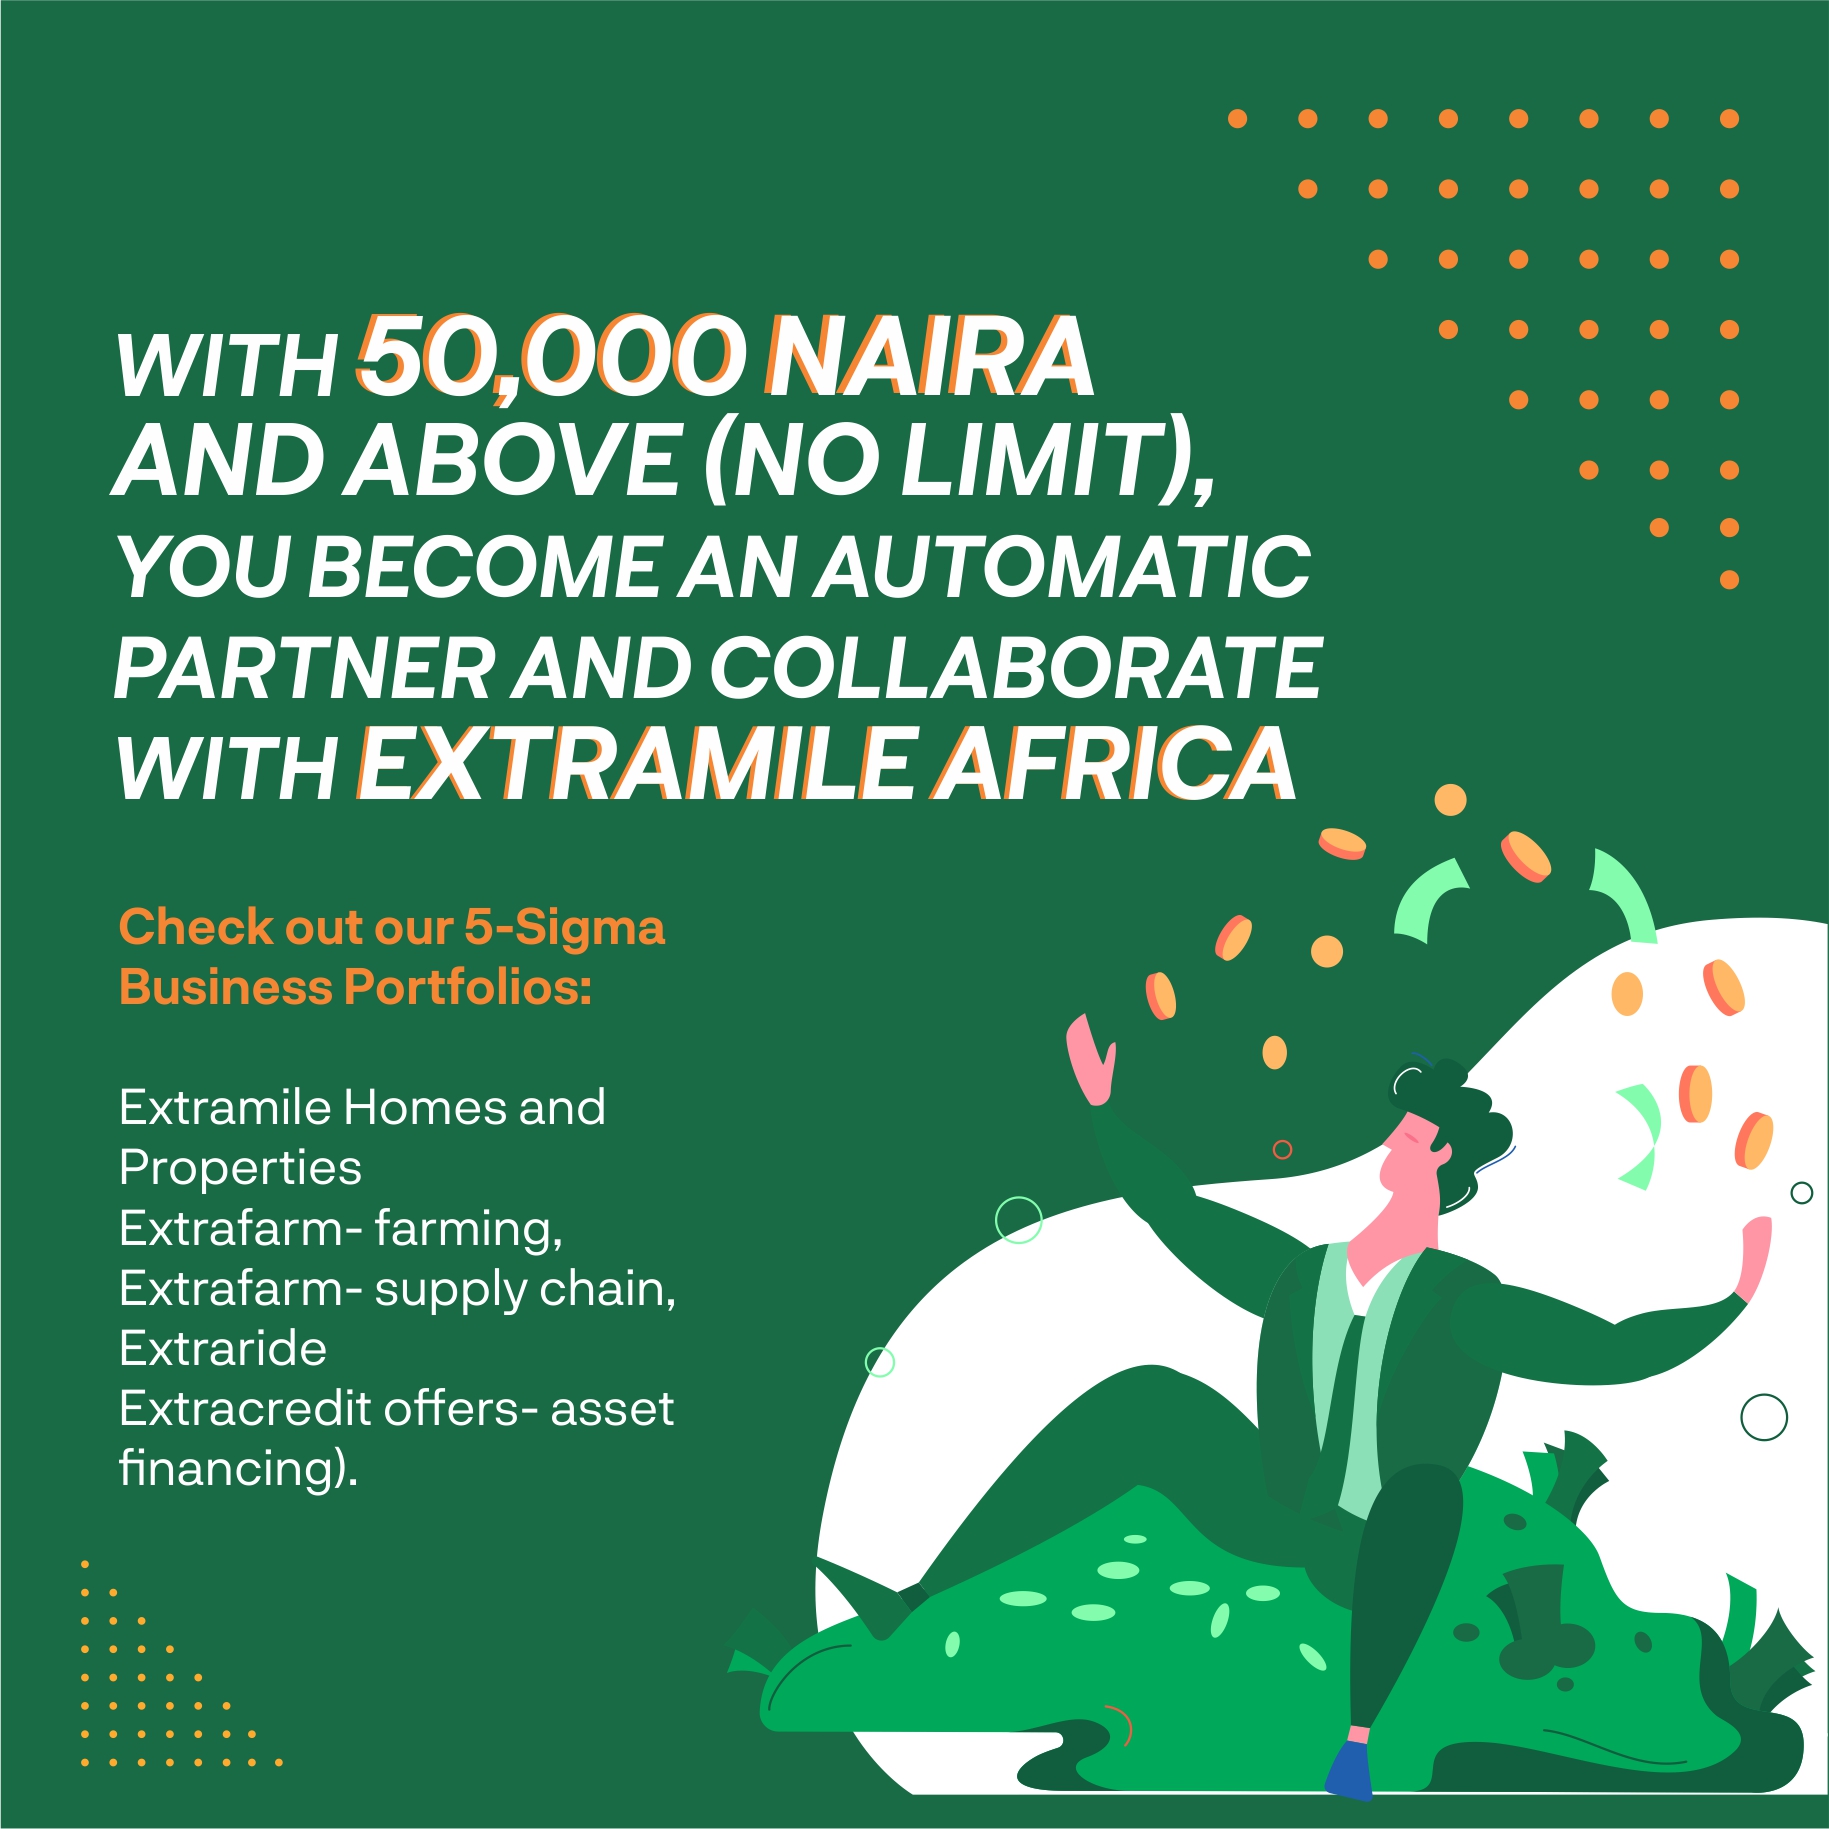 WITH 50,000 NAIRA
AND ABOVE (NO LIMIT),
YOU BECOME AN AUTOMATIC
PARTNER AND COLLABORATE
WITH EXTRAMILE AFRICA
Check out our 5-Sigma
Business Portfolios:
Extramile Homes and
Properties
Extrafarm- farming,
Extrafarm- supply chain,
Extraride
Extracredit offers- asset
financing).